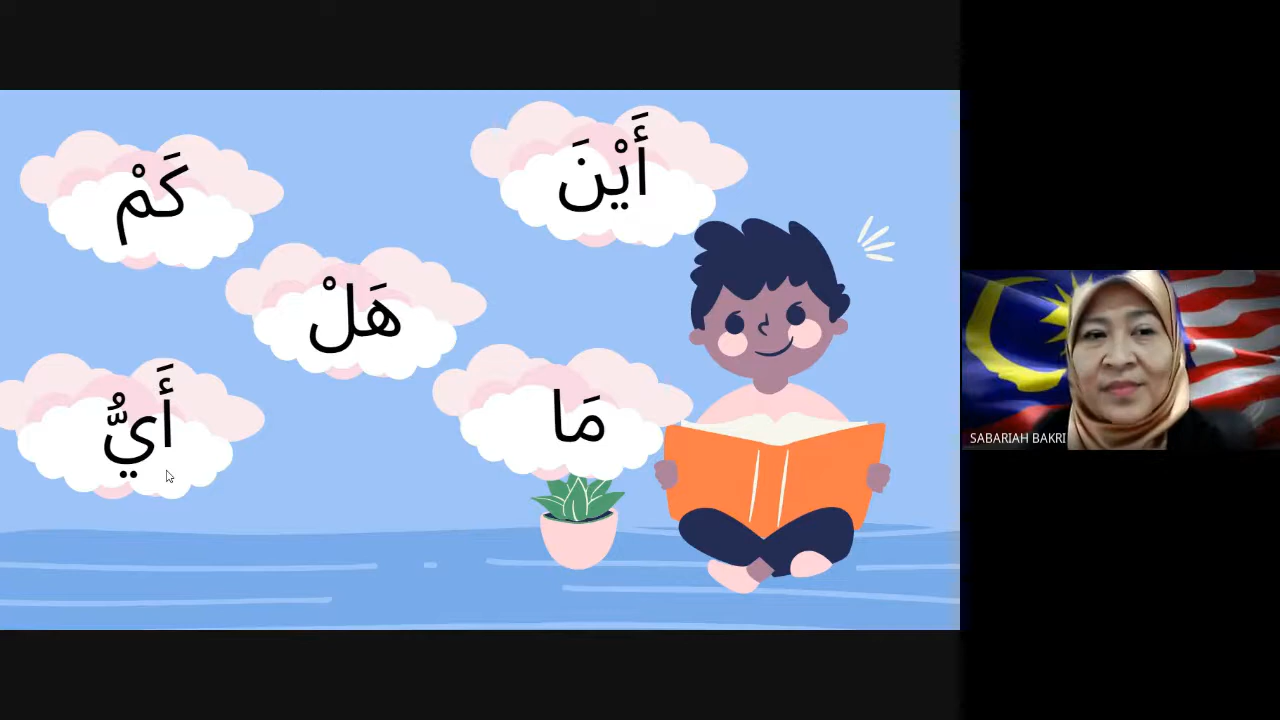 أَيْنَ
كَمْ
هَلْ
مَا
أَيُّ
SABARIAH BAKRI